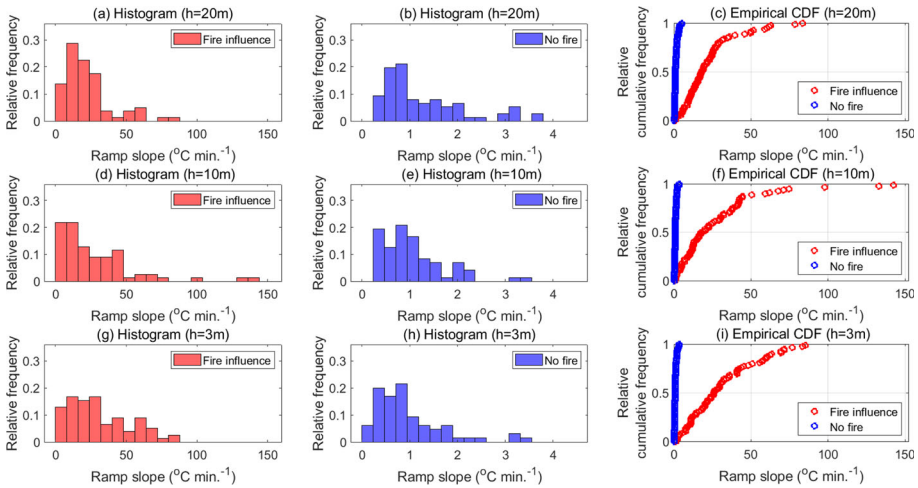 (a) Histogram (h=20m)
Relative frequency
0.3
0.2
0.1
0
Fire influence
0 50 100 150
Ramp slope (°C min.⁻¹)
(b) Histogram (h=20m)
Relative frequency
0.3
0.2
0.1
0
No fire
0 1 2 3 4
Ramp slope (°C min.⁻¹)
(c) Empirical CDF (h=20m)
Relative
cumulative frequency
1
0.5
0
Fire influence
No fire
0 50 100 150
Ramp slope (°C min.⁻¹)
(d) Histogram (h=10m)
Relative frequency
0.3
0.2
0.1
0
Fire influence
0 50 100 150
Ramp slope (°C min.⁻¹)
(e) Histogram (h=10m)
Relative frequency
0.3
0.2
0.1
0
No fire
0 1 2 3 4
Ramp slope (°C min.⁻¹)
(f) Empirical CDF (h=10m)
Relative
cumulative frequency
1
0.5
0
Fire influence
No fire
0 50 100 150
Ramp slope (°C min.⁻¹)
(g) Histogram (h=3m)
Relative frequency
0.3
0.2
0.1
0
Fire influence
0 50 100 150
Ramp slope (°C min.⁻¹)
(h) Histogram (h=3m)
Relative frequency
0.3
0.2
0.1
0
No fire
0 1 2 3 4
Ramp slope (°C min.⁻¹)
(i) Empirical CDF (h=3m)
Relative
cumulative frequency
1
0.5
0
Fire influence
No fire
0 50 100 150
Ramp slope (°C min.⁻¹)